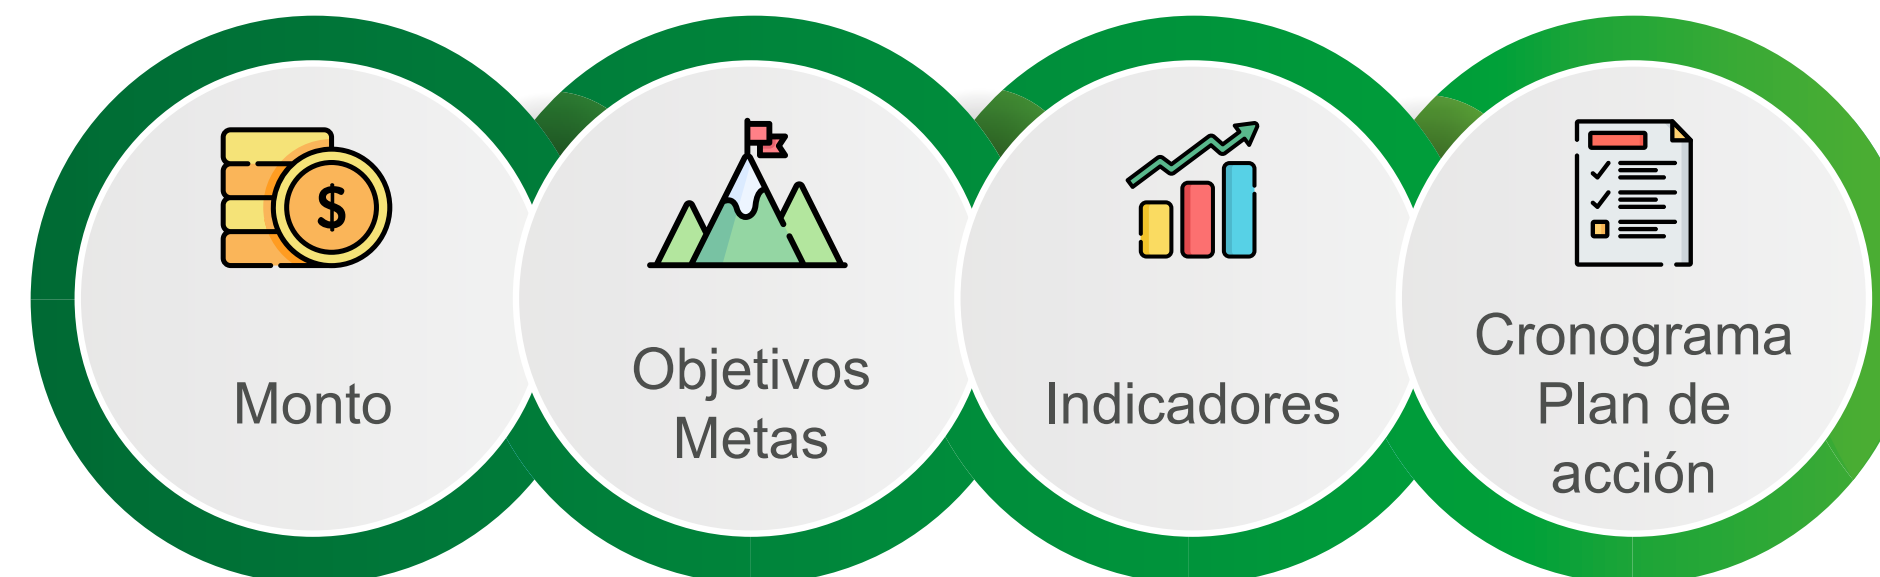 $
Monto
Objetivos
Metas
Indicadores
Cronograma
Plan de
acción